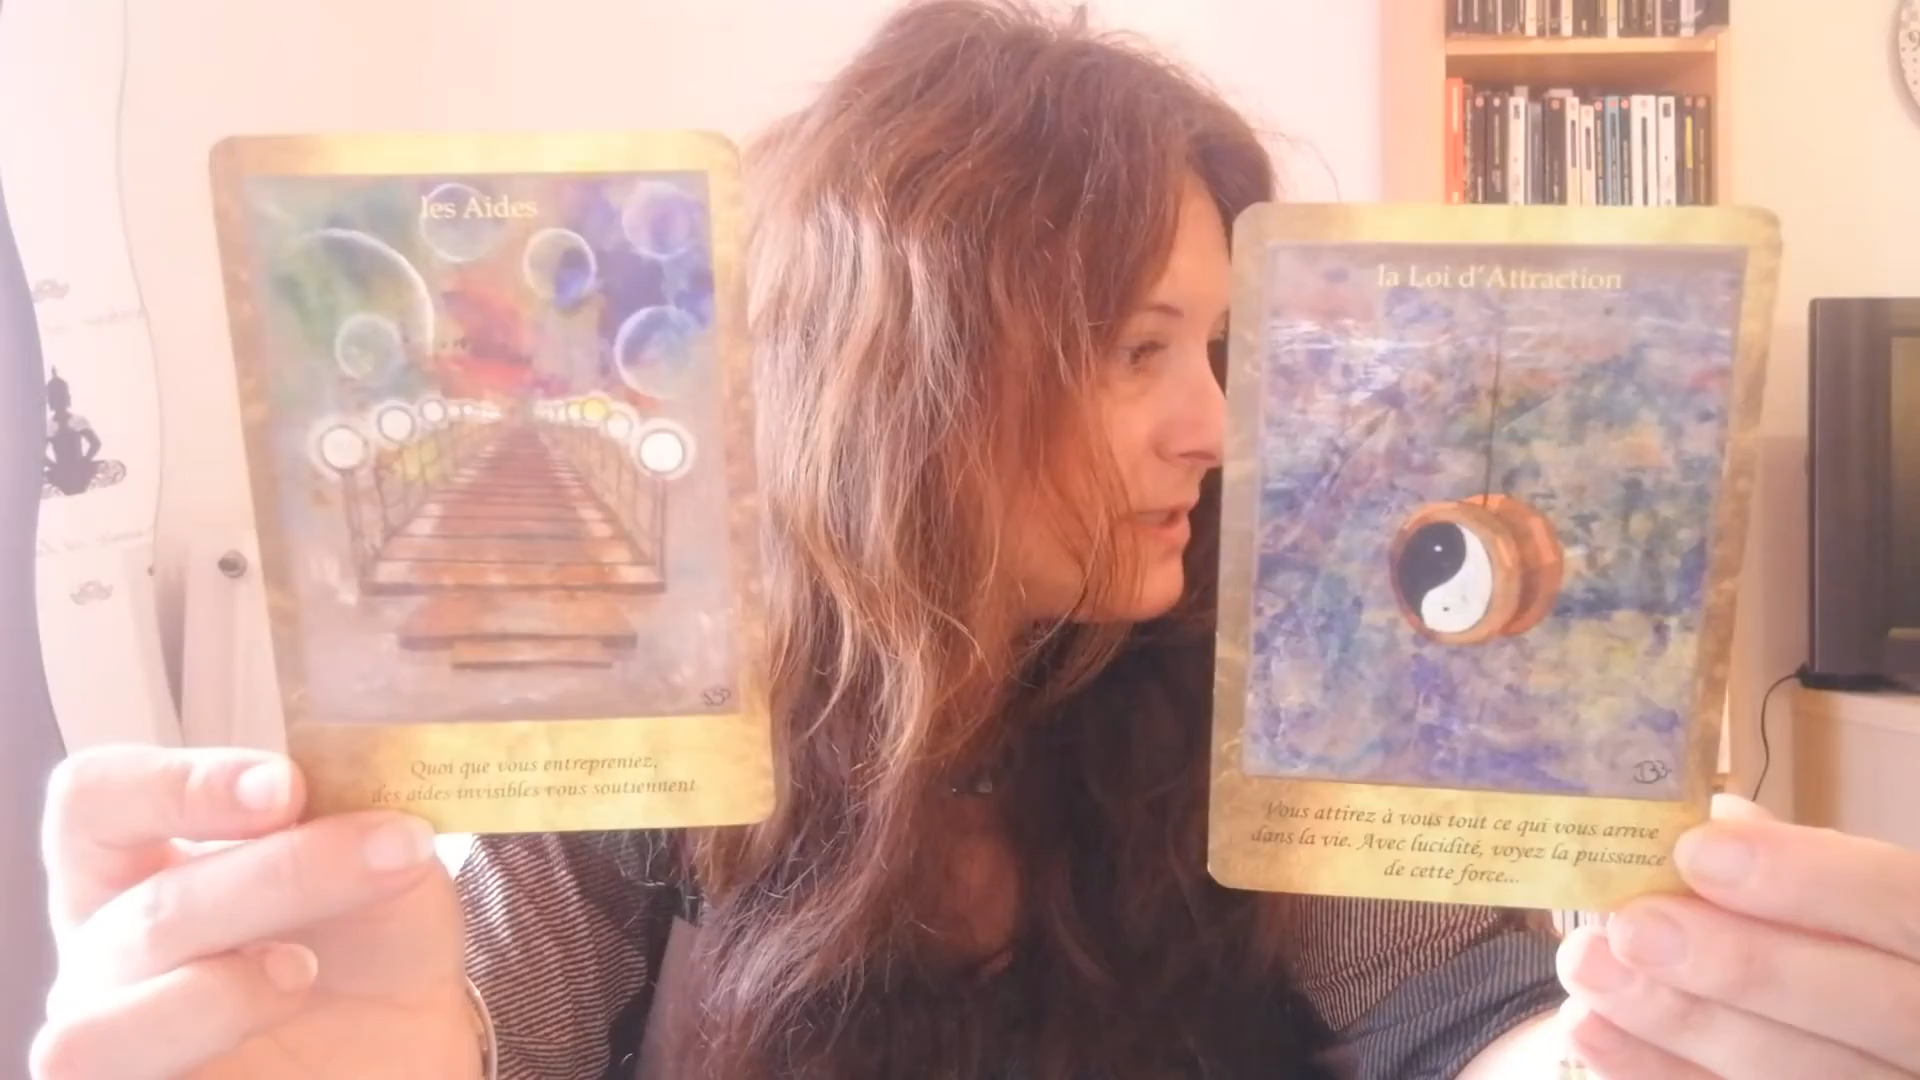 les Aides
Quoi que vous entrepreniez,
des aides invisibles vous soutiennent
la Loi d'Attraction
Vous attirez à vous tout ce qui vous arrive
dans la vie. Avec lucidité, voyez la puissance
de cette force...